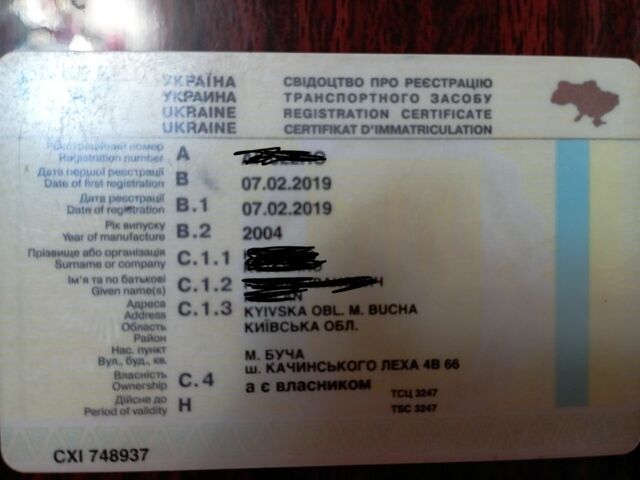 УКРАЇНА СВІДОЦТВО ПРО РЕЄСТРАЦІЮ
УКРАИНА ТРАНСПОРТНОГО ЗАСОБУ
UKRAINE REGISTRATION CERTIFICATE
UKRAINE CERTIFIKAT D'IMMATRICULATION
Реєстраційний номер
Registration number A
Дата першої реєстрації
Date of first registration B 07.02.2019
Дата реєстрації
Date of registration B.1 07.02.2019
Рік випуску
Year of manufacture B.2 2004
Прізвище або організація
Surname or company C.1.1
Ім'я та по батькові
Given name(s) C.1.2
Адреса
Address C.1.3 KYIVSKA OBL. M. BUCHA
Область КИЇВСЬКА ОБЛ.
Район
Нас. пункт М. БУЧА
Вул., буд., кв. ш. КАЧИНСЬКОГО ЛЕХА 4В 66
Власність
Ownership C.4 а є власником
Дійсне до ТСЦ 3247
Period of validity H TSC 3247
CXI 748937